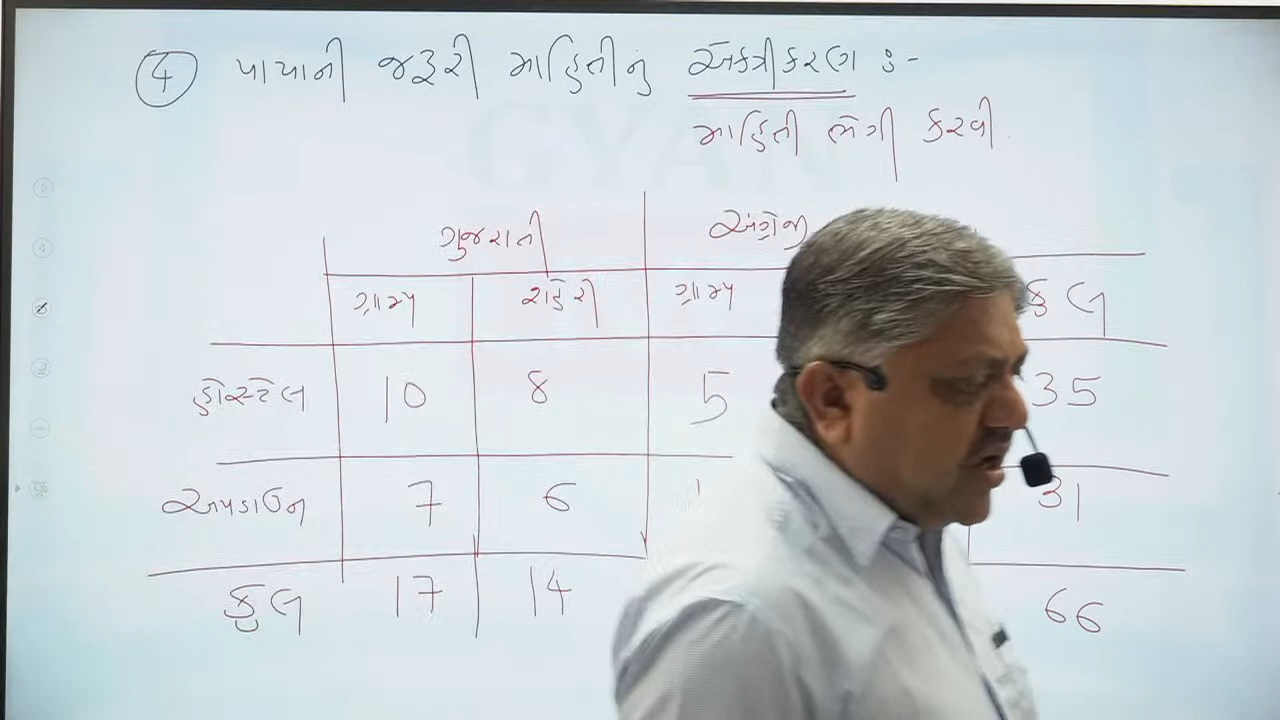 ④ પાયાની જરૂરી માહિતીનું એકત્રીકરણ :-
માહિતી ભેગી કરવી.
ગુજરાતી અંગ્રેજી
ગ્રામ્ય શહેરી ગ્રામ્ય કુલ
હોસ્ટેલ 10 8 5 35
અપડાઉન 7 6 31
કુલ 17 14 66
GYAN